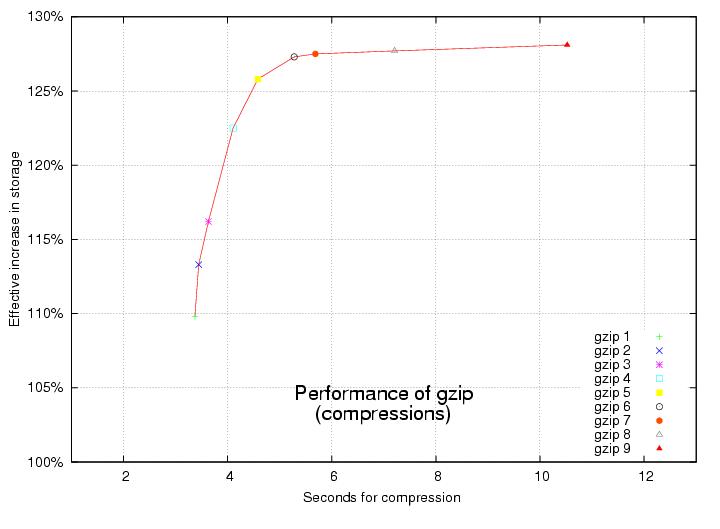 130%
125%
120%
115%
110%
105%
100%
Effective increase in storage
gzip 1
gzip 2
gzip 3
gzip 4
gzip 5
gzip 6
gzip 7
gzip 8
gzip 9
Performance of gzip
(compressions)
2 4 6 8 10 12
Seconds for compression